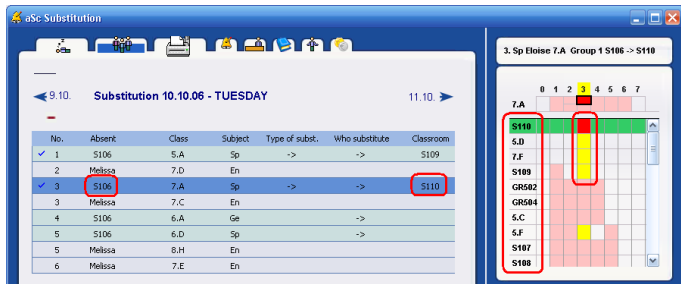 aSc Substitution
9.10. Substitution 10.10.06 - TUESDAY 11.10.
No. Absent Class Subject Type of subst. Who substitute Classroom
1 S106 5.A Sp -> -> S109
2 Melissa 7.D En
3 S106 7.A Sp -> -> S110
3 Melissa 7.C En
4 S106 6.A Ge ->
5 S106 6.D Sp ->
5 Melissa 8.H En
6 Melissa 7.E En
3. Sp Eloise 7.A Group 1 S106 -> S110
0 1 2 3 4 5 6 7
7.A
S110
5.D
7.F
S109
GR502
GR504
5.C
5.F
S107
S108